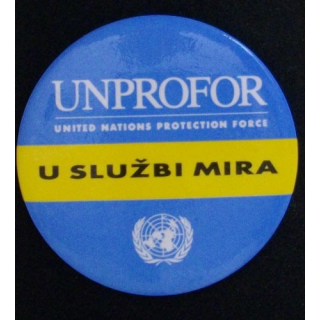 UNPROFOR
UNITED NATIONS PROTECTION FORCE
U SLUŽBI MIRA